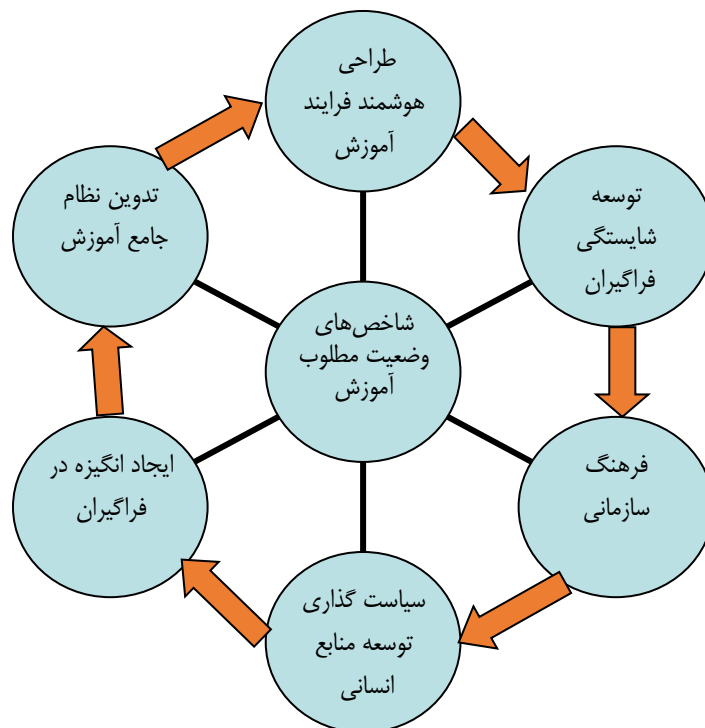 طراحی
هوشمند فرایند
آموزش
توسعه
شایستگی
فراگیران
فرهنگ
سازمانی
سیاست گذاری
توسعه منابع
انسانی
ایجاد انگیزه در
فراگیران
تدوین نظام
جامع آموزش
شاخص‌های
وضعیت مطلوب
آموزش